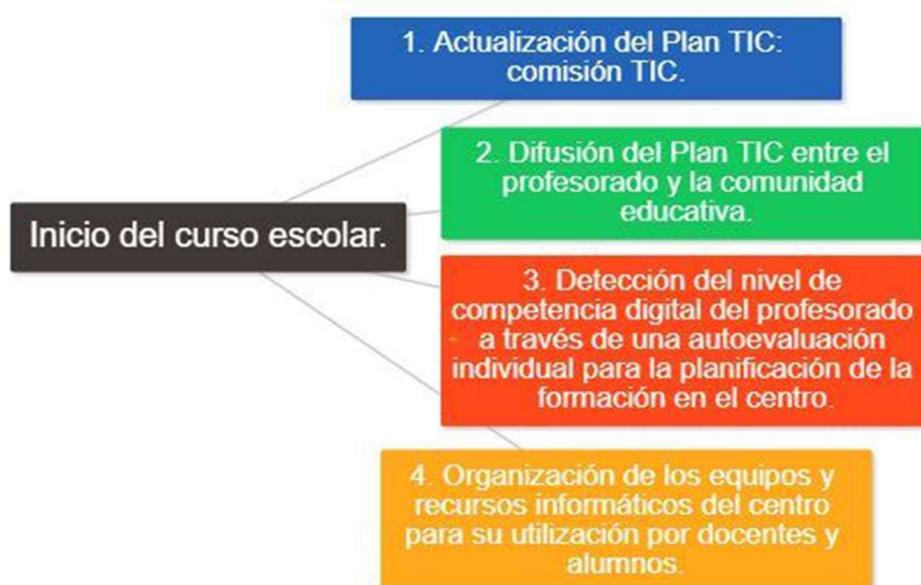 1. Actualización del Plan TIC:
comisión TIC.
2. Difusión del Plan TIC entre el
profesorado y la comunidad
educativa.
Inicio del curso escolar.
3. Detección del nivel de
competencia digital del profesorado
a través de una autoevaluación
individual para la planificación de la
formación en el centro.
4. Organización de los equipos y
recursos informáticos del centro
para su utilización por docentes y
alumnos.